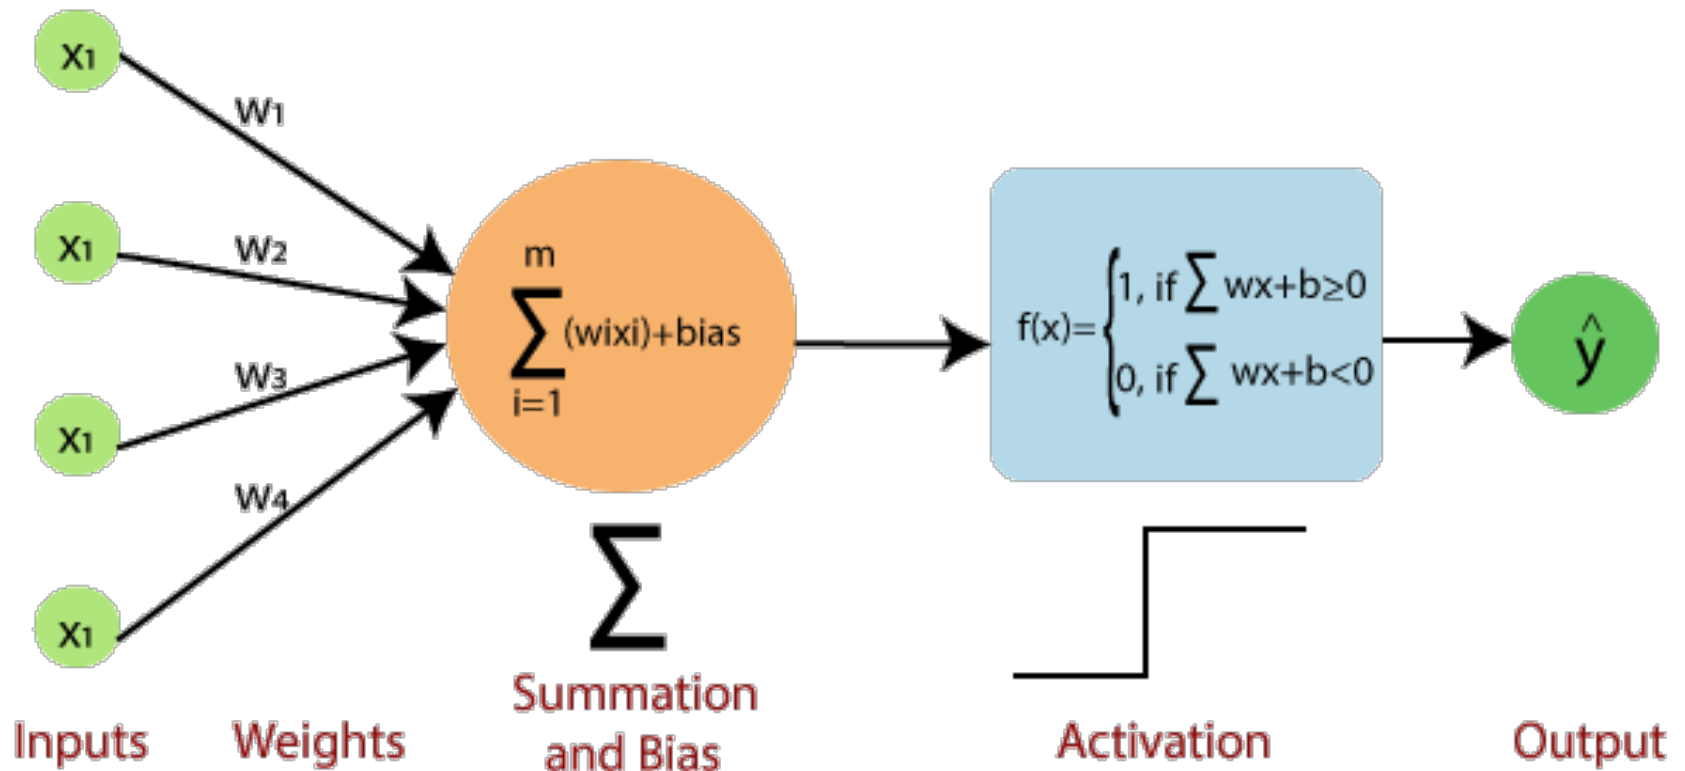 x1
w1
x1
w2
x1
w3
x1
w4
m
∑(wixi)+bias
i=1
f(x)={1, if ∑ wx+b≥0
0, if ∑ wx+b<0
ŷ
∑
Inputs
Weights
Summation
and Bias
Activation
Output